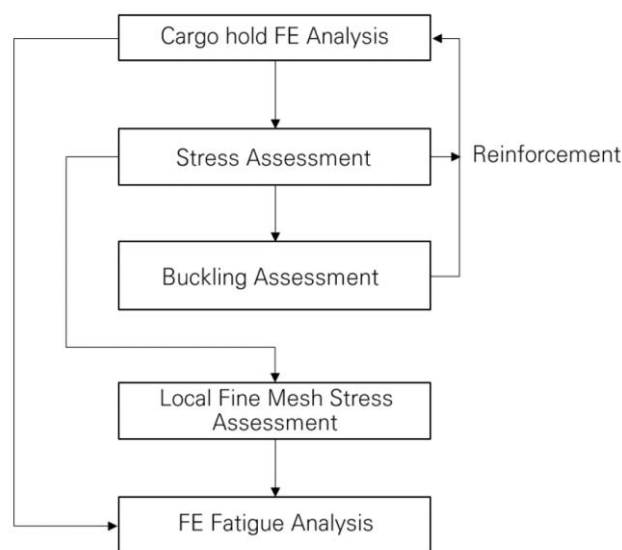 Cargo hold FE Analysis
Stress Assessment
Reinforcement
Buckling Assessment
Local Fine Mesh Stress
Assessment
FE Fatigue Analysis